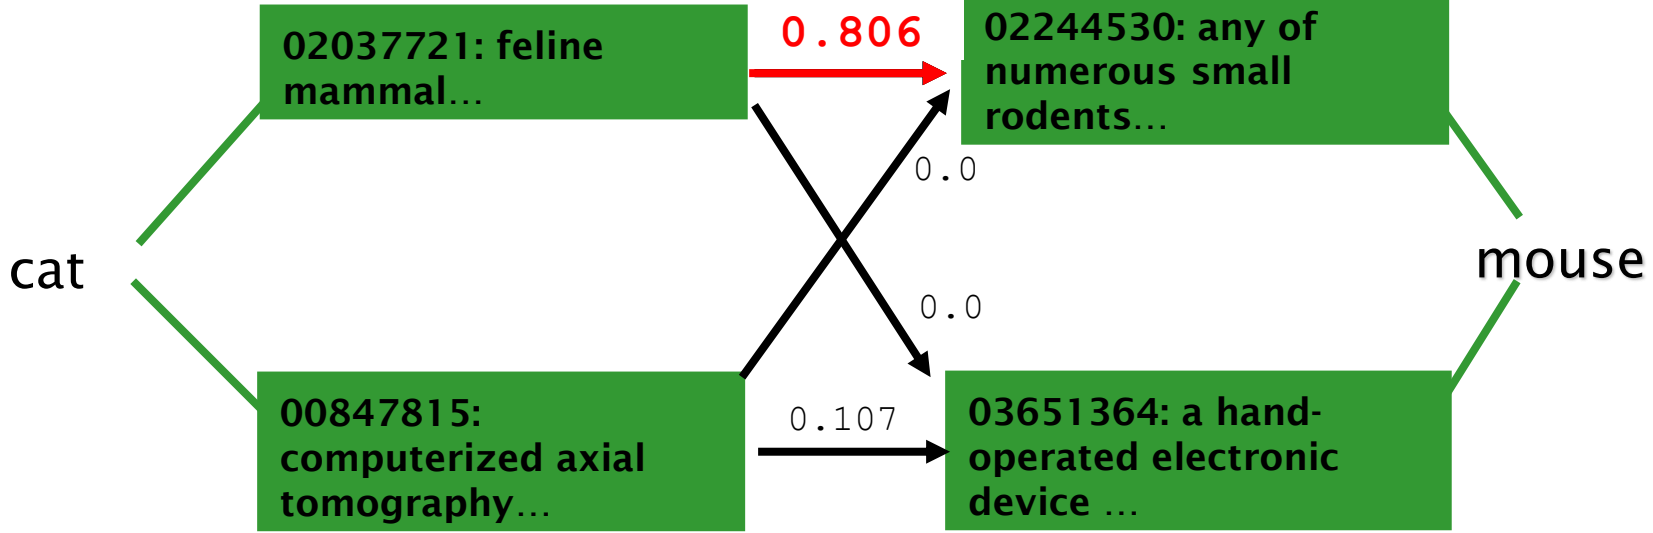 02037721: feline
mammal...
0.806
02244530: any of
numerous small
rodents...
0.0
cat
mouse
0.0
00847815:
computerized axial
tomography...
0.107
03651364: a hand-
operated electronic
device ...